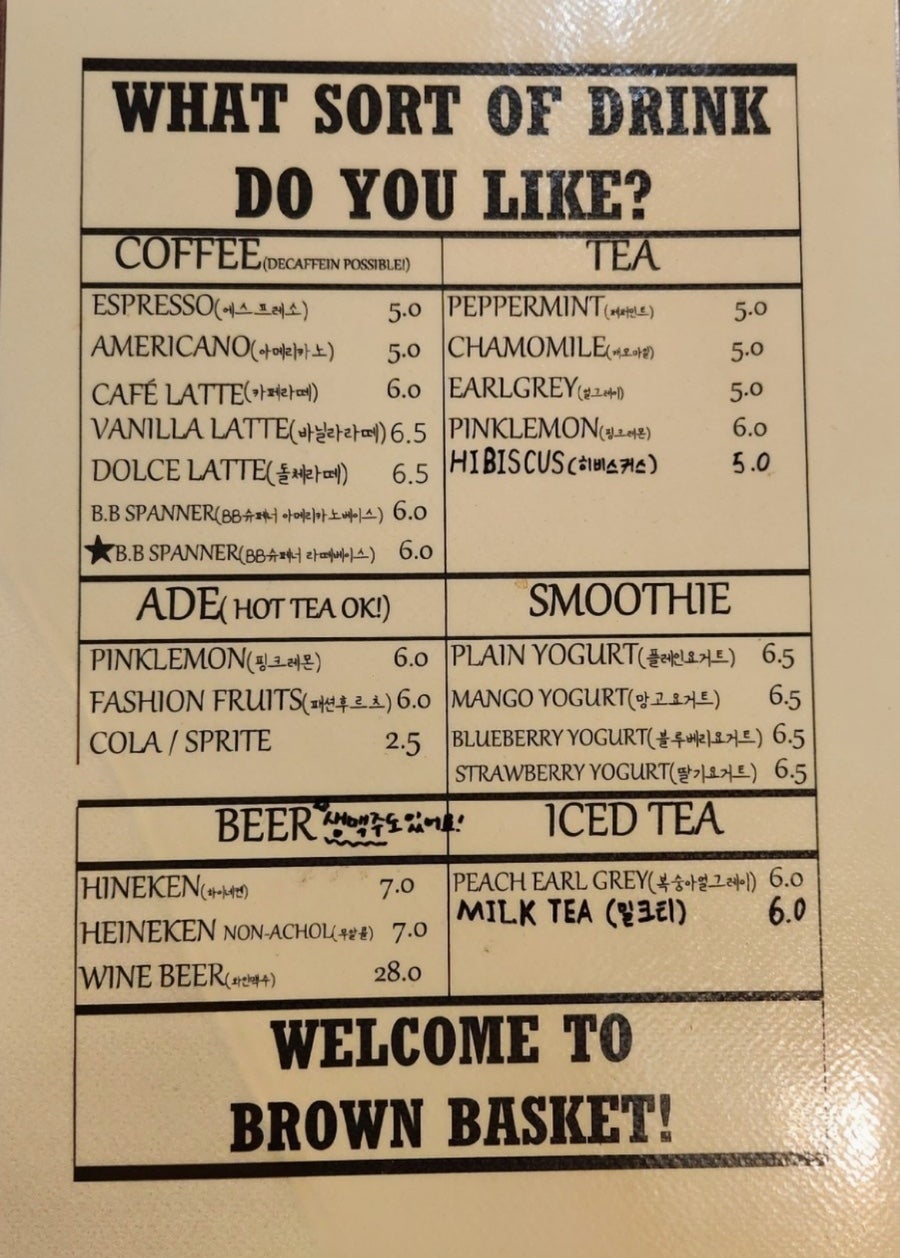 WHAT SORT OF DRINK
DO YOU LIKE?
COFFEE(DECAFFEIN POSSIBLE!)
ESPRESSO(에스프레소) 5.0
AMERICANO(아메리카노) 5.0
CAFÉ LATTE(카페라떼) 6.0
VANILLA LATTE(바닐라라떼) 6.5
DOLCE LATTE(돌체라떼) 6.5
B.B SPANNER(BB슈페너 아메리카노베이스) 6.0
★B.B SPANNER(BB슈페너 라떼베이스) 6.0
TEA
PEPPERMINT(페퍼민트) 5.0
CHAMOMILE(캐모마일) 5.0
EARLGREY(얼그레이) 5.0
PINKLEMON(핑크레몬) 6.0
HIBISCUS(히비스커스) 5.0
ADE( HOT TEA OK!)
PINKLEMON(핑크레몬) 6.0
FASHION FRUITS(패션후르츠) 6.0
COLA / SPRITE 2.5
SMOOTHIE
PLAIN YOGURT(플레인요거트) 6.5
MANGO YOGURT(망고요거트) 6.5
BLUEBERRY YOGURT(블루베리요거트) 6.5
STRAWBERRY YOGURT(딸기요거트) 6.5
BEER 생맥주도 있어요!
HINEKEN(하이네켄) 7.0
HEINEKEN NON-ACHOL(무알콜) 7.0
WINE BEER(와인맥주) 28.0
ICED TEA
PEACH EARL GREY(복숭아얼그레이) 6.0
MILK TEA (밀크티) 6.0
WELCOME TO
BROWN BASKET!